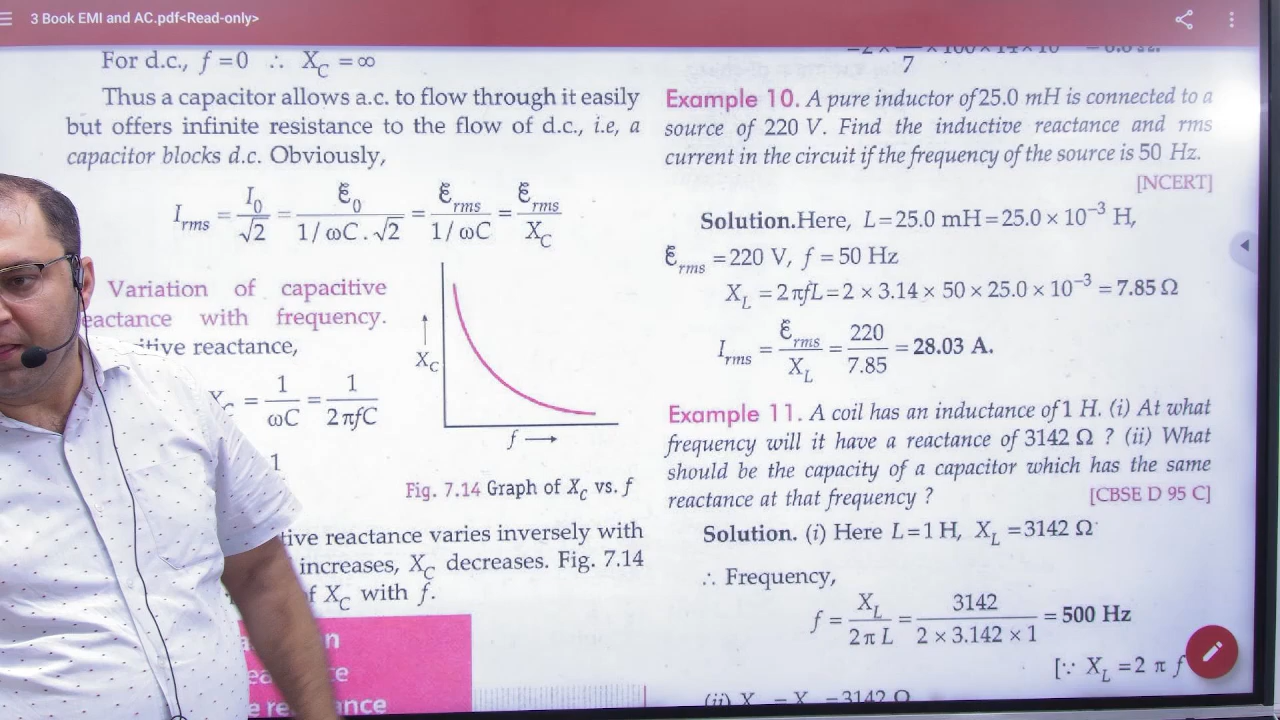 3 Book EMI and AC.pdf<Read-only>
For d.c., f = 0 ∴ X_C = ∞
Thus a capacitor allows a.c. to flow through it easily
but offers infinite resistance to the flow of d.c., i.e, a
capacitor blocks d.c. Obviously,
I_rms = I_0/√2 = ℰ_0/(1/ωC.√2) = ℰ_rms/(1/ωC) = ℰ_rms/X_C
Variation of capacitive
eactance with frequency.
itive reactance,
X_C = 1/ωC = 1/2πfC
1
X_C
f
Fig. 7.14 Graph of X_C vs. f
tive reactance varies inversely with
increases, X_C decreases. Fig. 7.14
f X_C with f.
7
Example 10. A pure inductor of 25.0 mH is connected to a
source of 220 V. Find the inductive reactance and rms
current in the circuit if the frequency of the source is 50 Hz.
[NCERT]
Solution. Here, L = 25.0 mH = 25.0 × 10⁻³ H,
ℰ_rms = 220 V, f = 50 Hz
X_L = 2πfL = 2 × 3.14 × 50 × 25.0 × 10⁻³ = 7.85 Ω
I_rms = ℰ_rms/X_L = 220/7.85 = 28.03 A.
Example 11. A coil has an inductance of 1 H. (i) At what
frequency will it have a reactance of 3142 Ω ? (ii) What
should be the capacity of a capacitor which has the same
reactance at that frequency ?
[CBSE D 95 C]
Solution. (i) Here L = 1 H, X_L = 3142 Ω
∴ Frequency,
f = X_L/2π L = 3142/(2 × 3.142 × 1) = 500 Hz
[∵ X_L = 2 π f
(ii) X = X = 3142 Ω